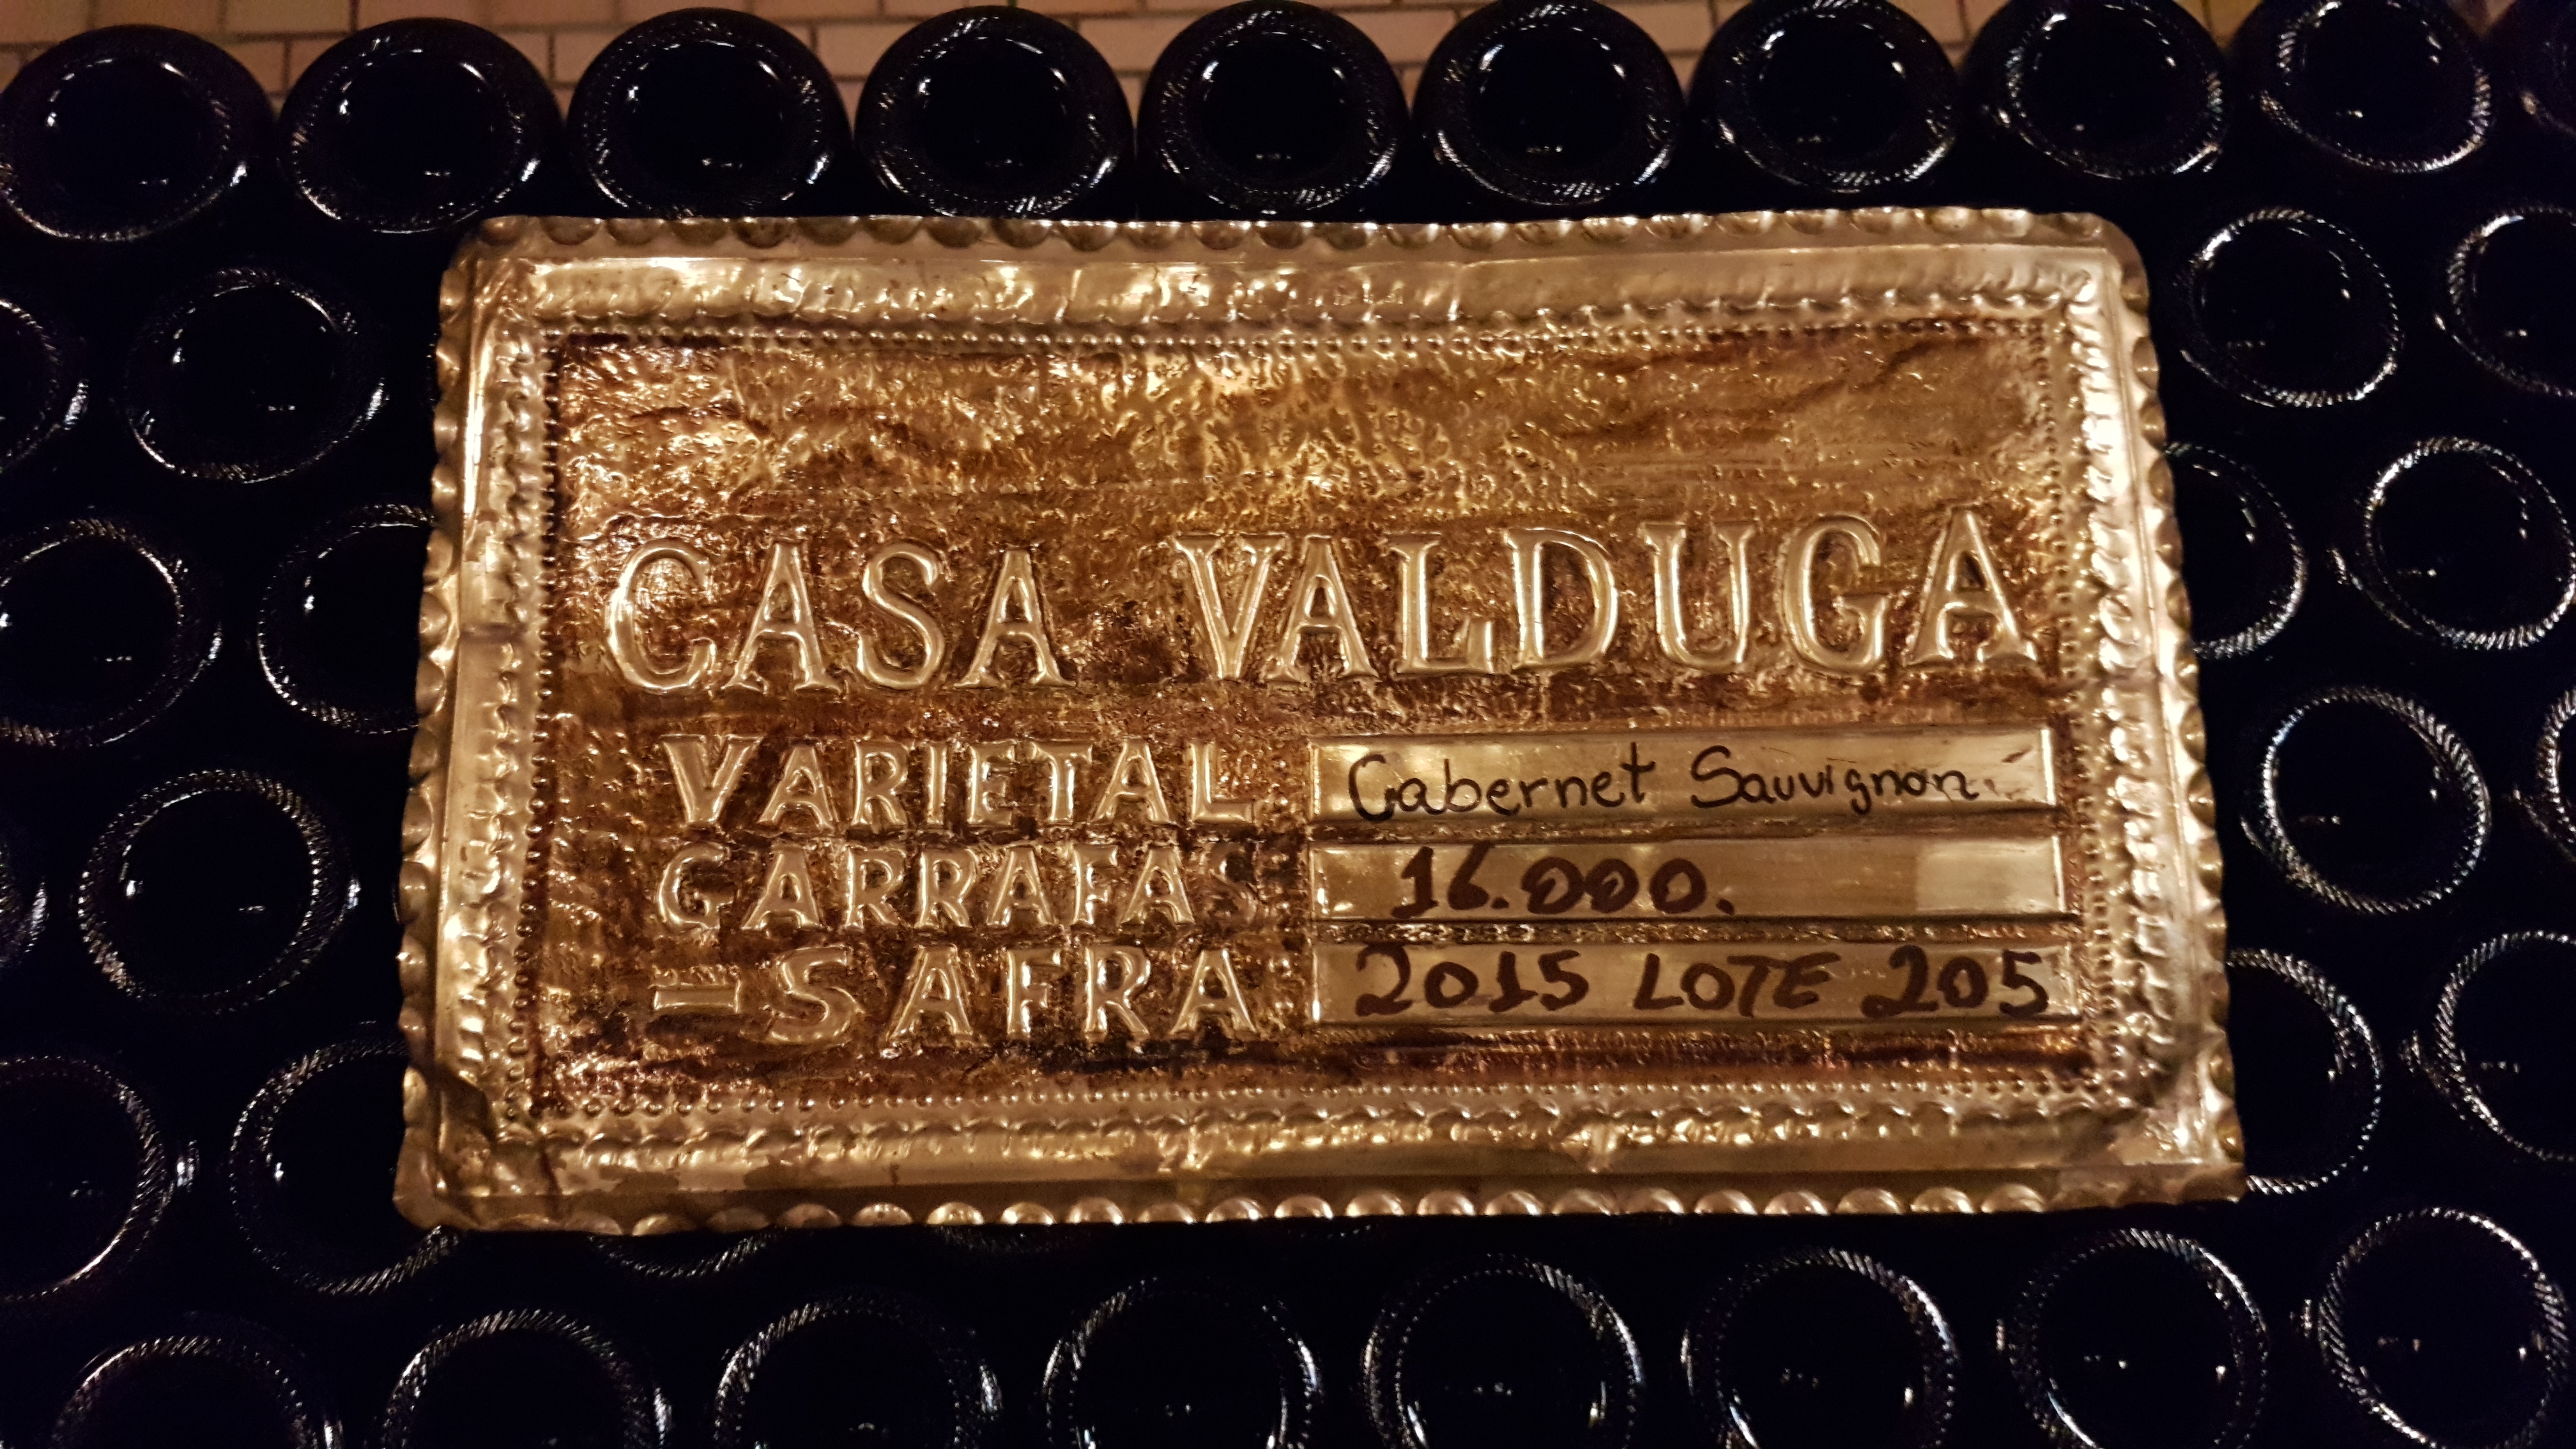 CASA VALDUGA
VARIETAL Cabernet Sauvignon.
GARRAFAS 16.000.
SAFRA 2015 LOTE 205